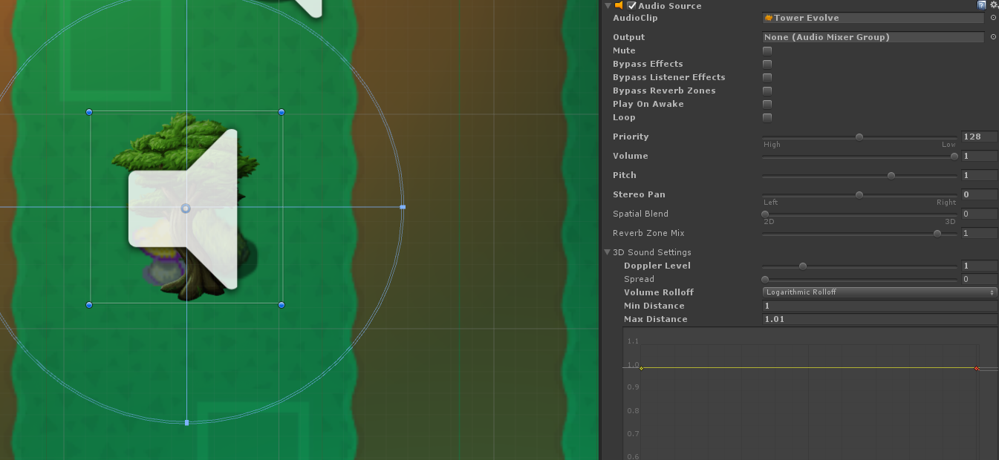 Audio Source
AudioClip Tower Evolve
Output None (Audio Mixer Group)
Mute
Bypass Effects
Bypass Listener Effects
Bypass Reverb Zones
Play On Awake
Loop
Priority 128
High Low
Volume 1
Pitch 1
Stereo Pan 0
Left Right
Spatial Blend 0
2D 3D
Reverb Zone Mix 1
3D Sound Settings
Doppler Level 1
Spread 0
Volume Rolloff Logarithmic Rolloff
Min Distance 1
Max Distance 1.01
1.1
1.0
0.9
0.8
0.7
0.6